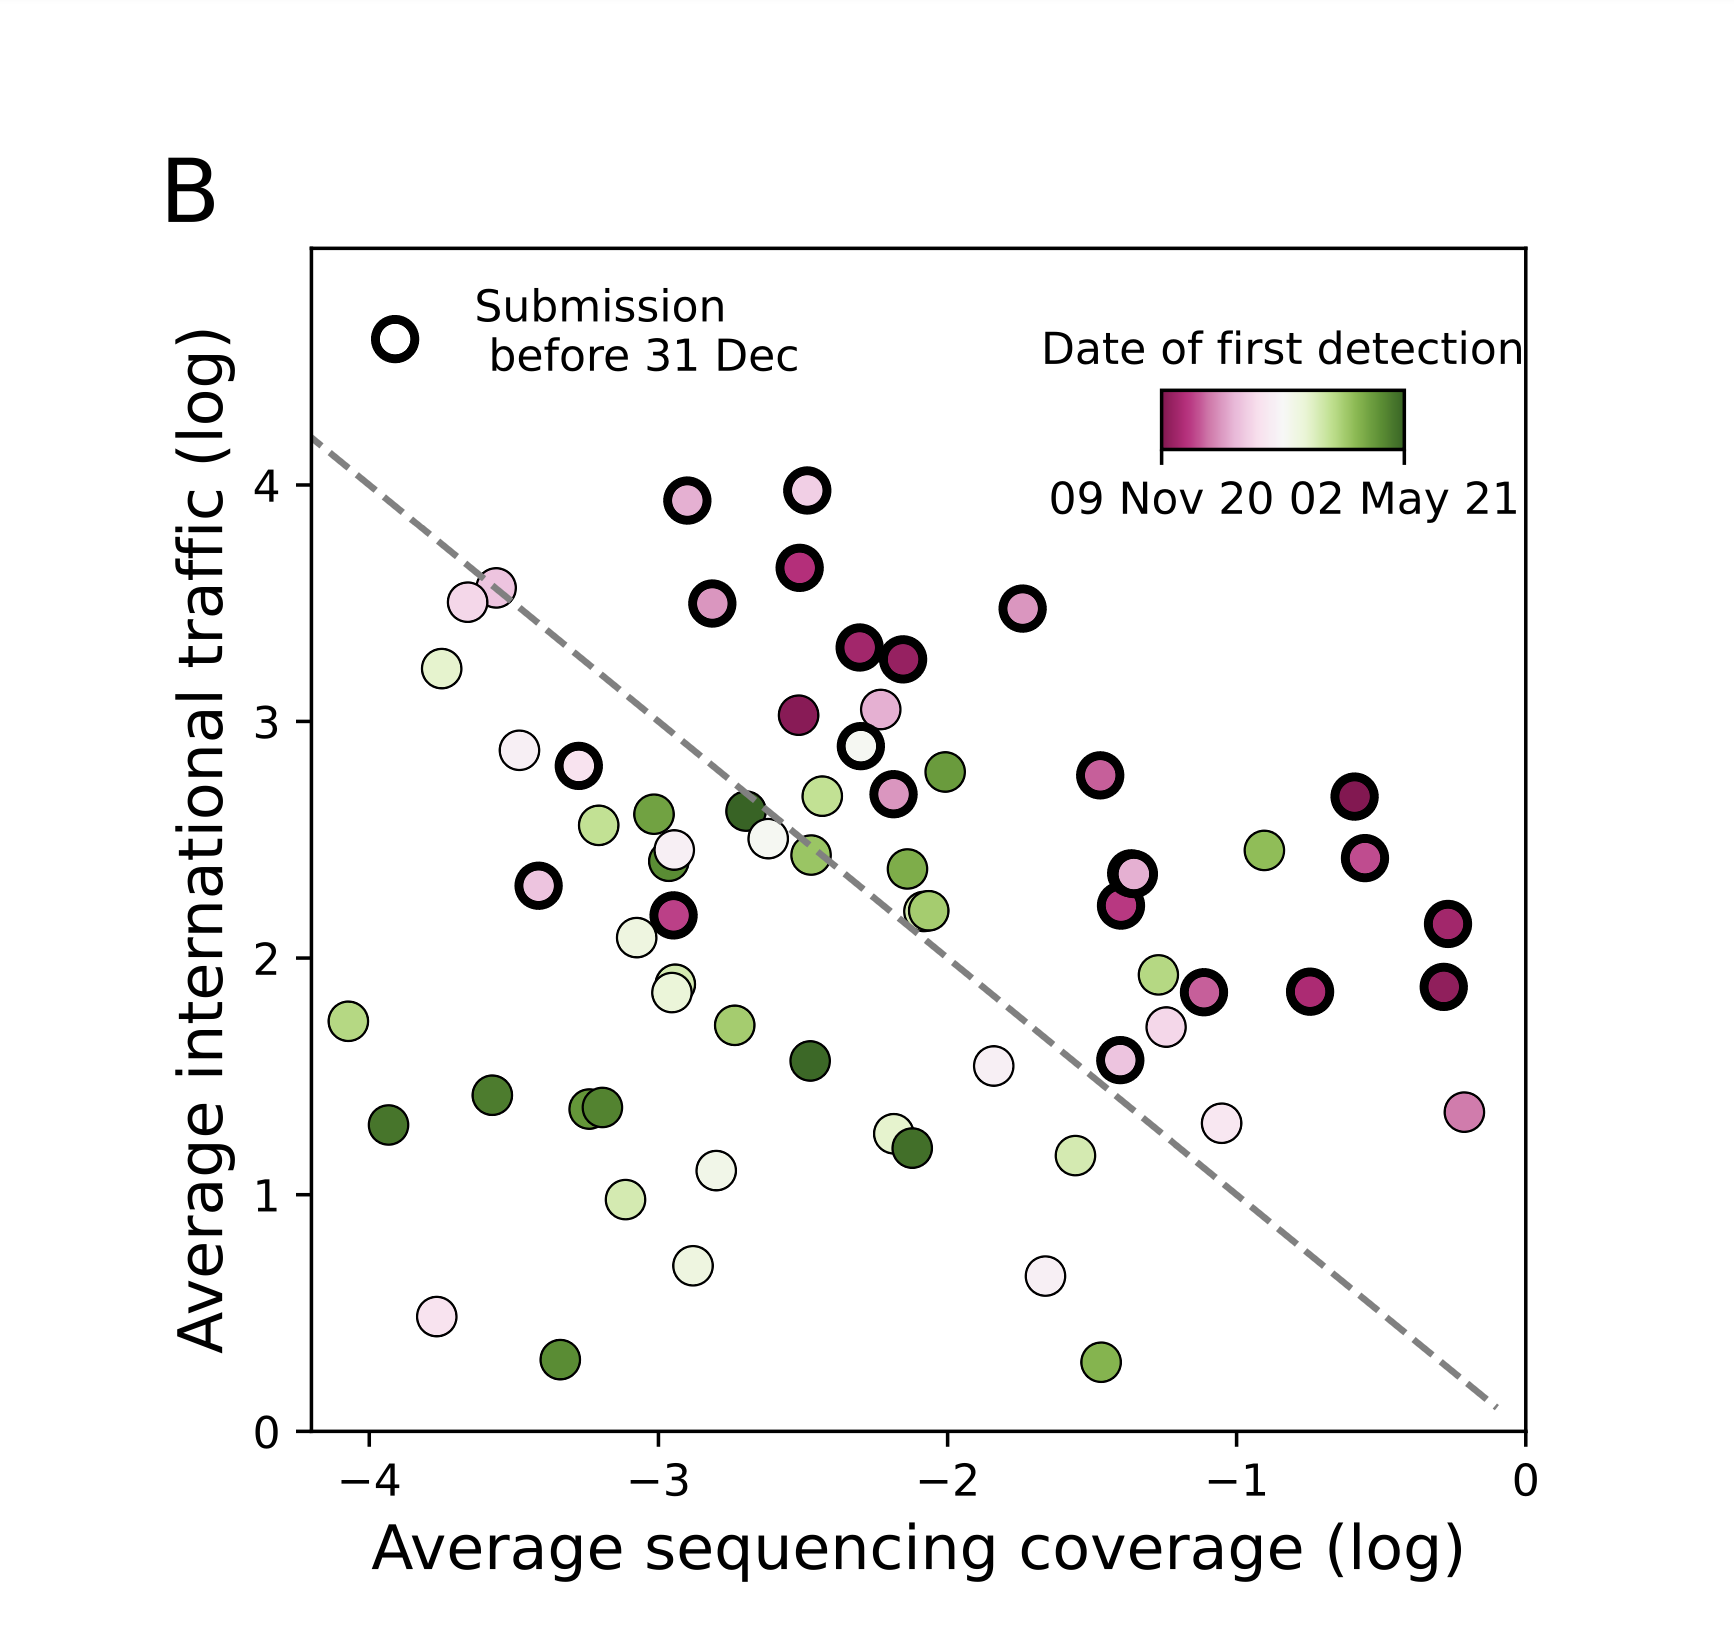 B
Submission
before 31 Dec
Date of first detection
09 Nov 20 02 May 21
Average international traffic (log)
4
3
2
1
0
−4 −3 −2 −1 0
Average sequencing coverage (log)